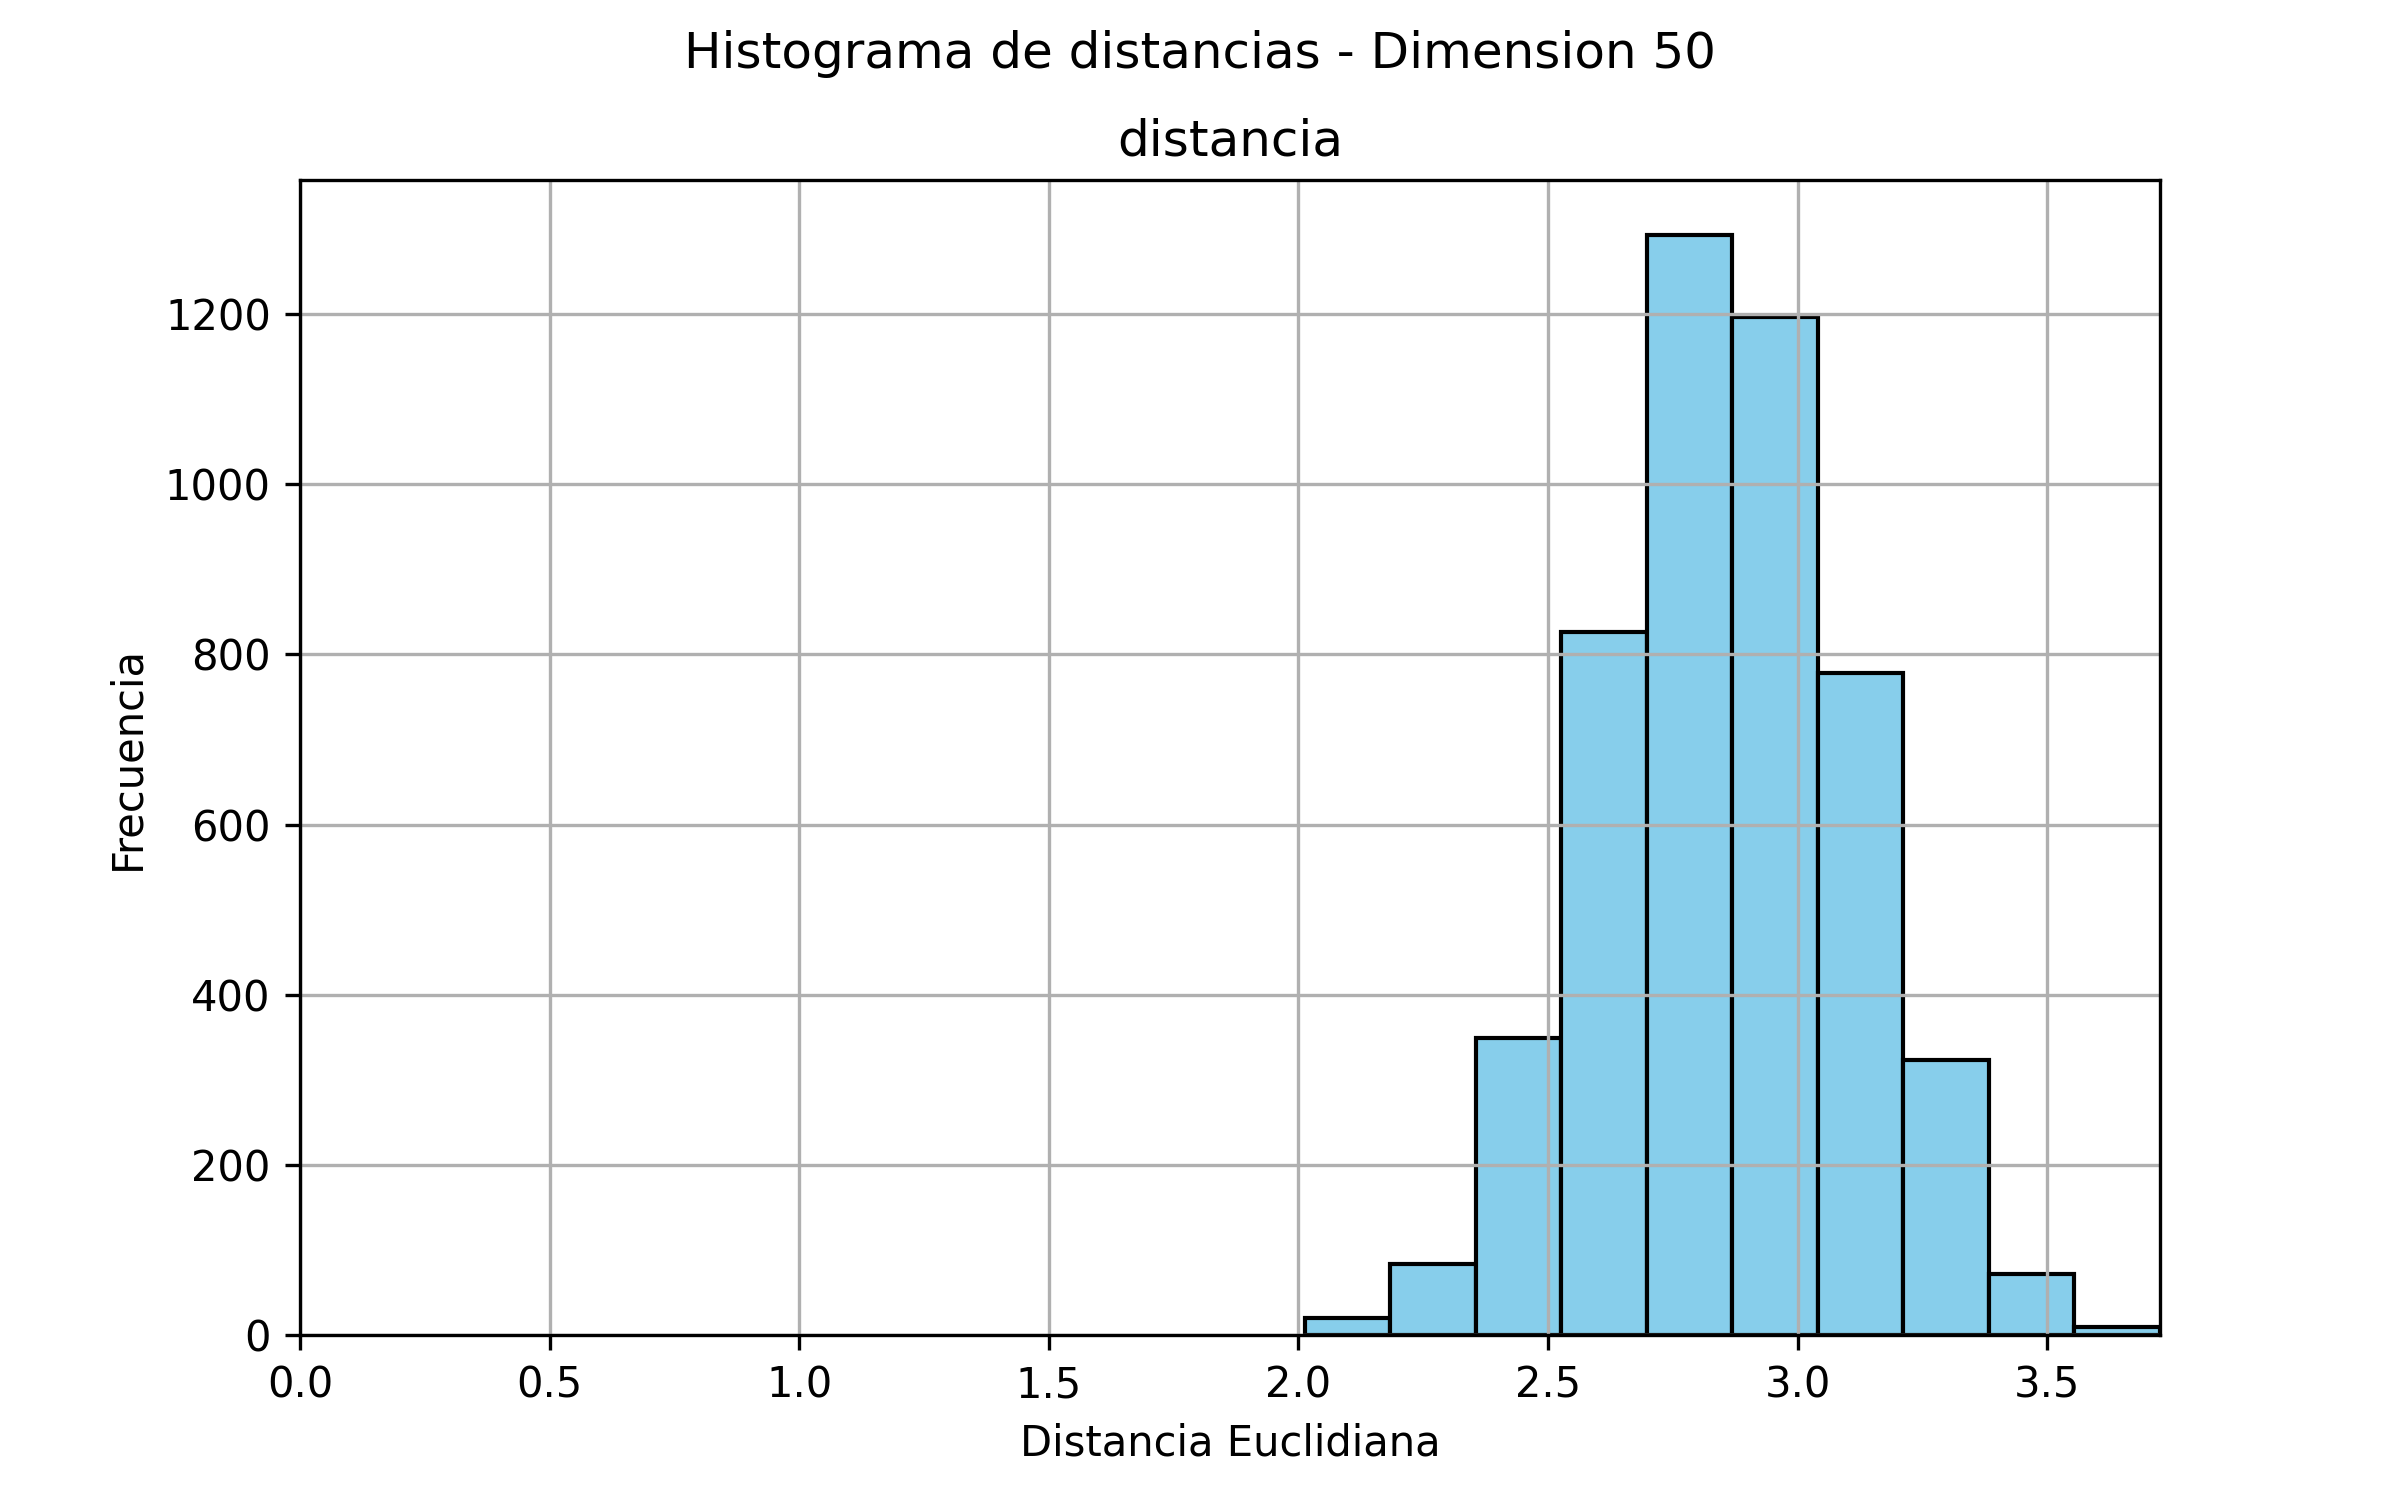 Histograma de distancias - Dimension 50
distancia
1200
1000
800
600
400
200
0
Frecuencia
0.0 0.5 1.0 1.5 2.0 2.5 3.0 3.5
Distancia Euclidiana